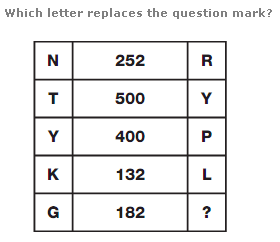 Which letter replaces the question mark?
N 252 R
T 500 Y
Y 400 P
K 132 L
G 182 ?